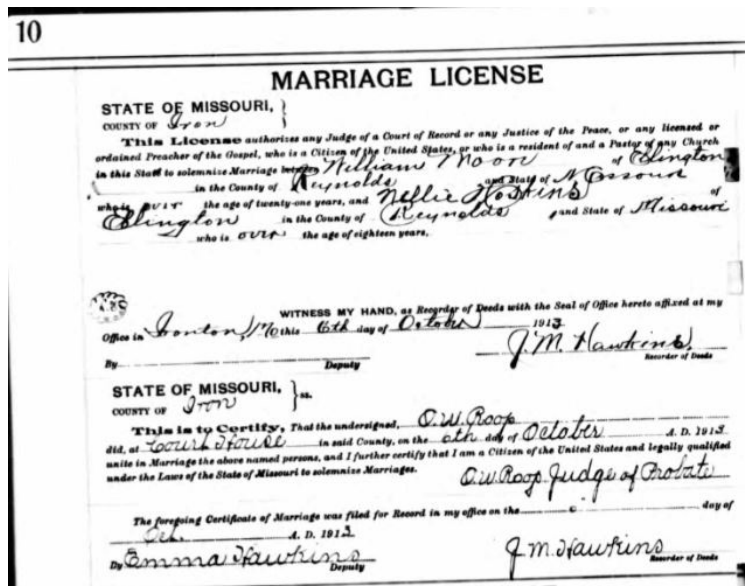 10
MARRIAGE LICENSE
STATE OF MISSOURI,
COUNTY OF Iron
This License authorizes any Judge of a Court of Record or any Justice of the Peace, or any licensed or
ordained Preacher of the Gospel, who is a Citizen of the United States, or who is a resident of and a Pastor of any Church
in this State to solemnize Marriage between William Moon of Ellington
in the County of Reynolds and State of Missouri
who is over the age of twenty-one years, and Nellie of
Ellington in the County of Reynolds and State of Missouri
who is over the age of eighteen years.
WITNESS MY HAND, as Recorder of Deeds with the Seal of Office hereto affixed at my
Office in Ironton, Mo this 6th day of October 1913
J.M. Hawkins
By Deputy Recorder of Deeds
STATE OF MISSOURI,
COUNTY OF Iron ss.
This is to Certify, That the undersigned, O.W. Roop
did, at Court House in said County, on the 6th day of October A. D. 1913
unite in Marriage the above named persons, and I further certify that I am a Citizen of the United States and legally qualified
under the Laws of the State of Missouri to solemnize Marriages.
O.W. Roop Judge of Probate
The foregoing Certificate of Marriage was filed for Record in my office on the day of
Oct. A. D. 1913
By Emma Hawkins Deputy J.M. Hawkins Recorder of Deeds